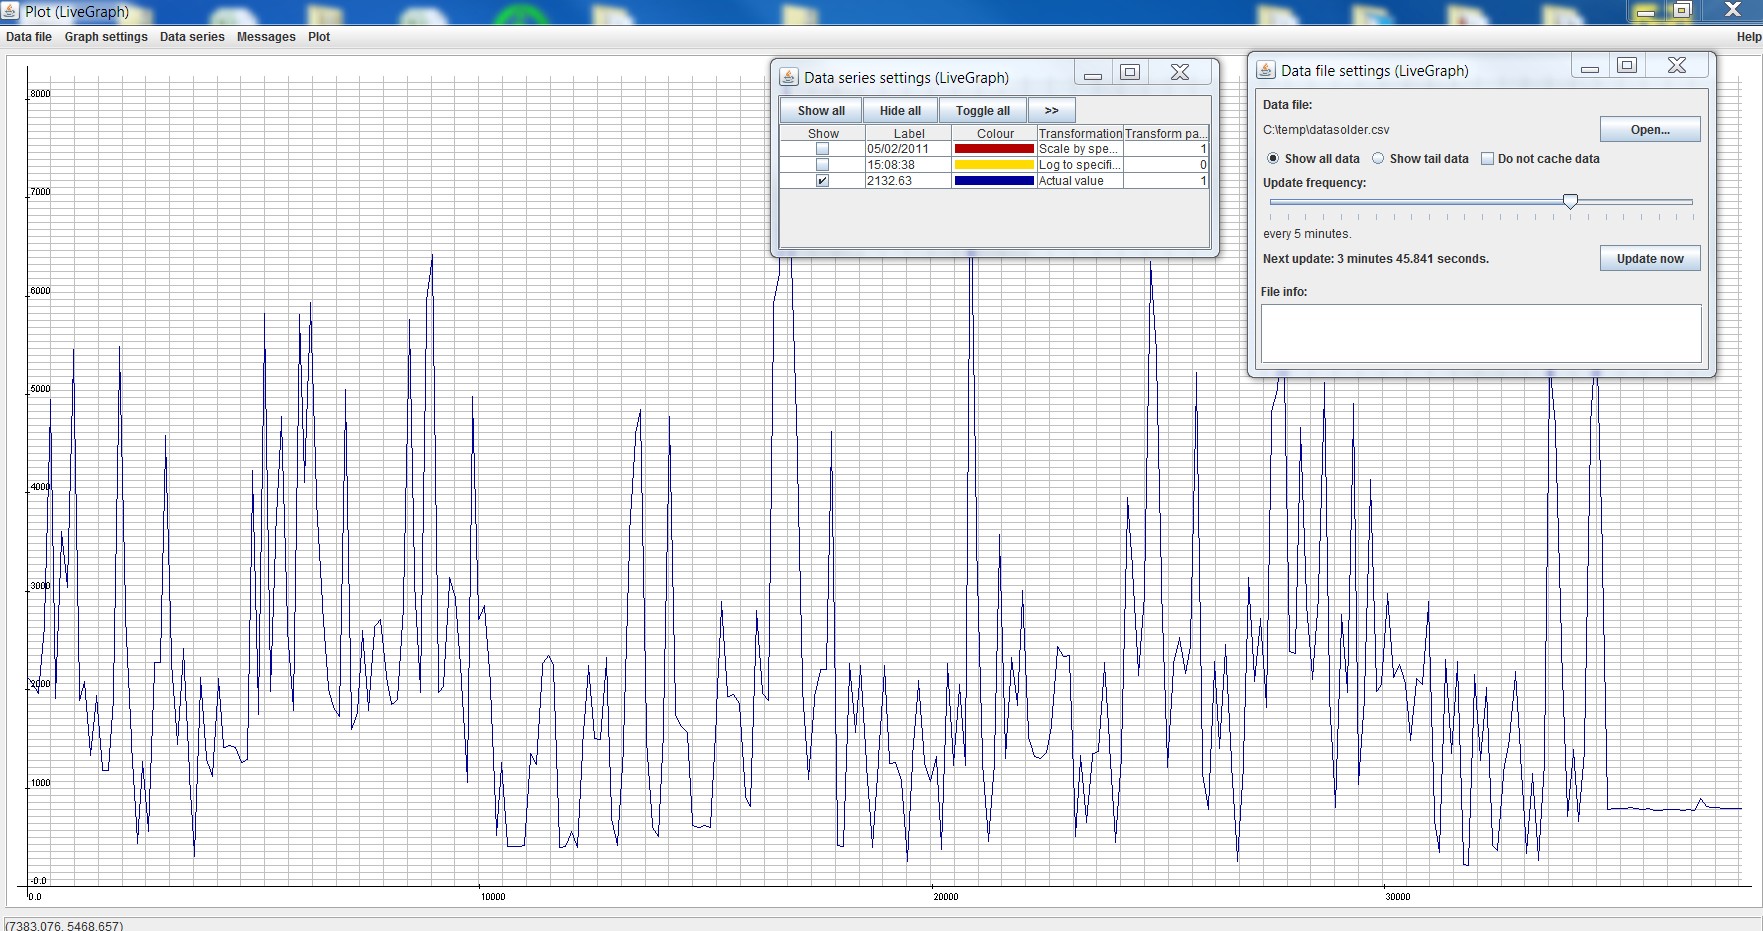 Plot (LiveGraph)
Data file Graph settings Data series Messages Plot Help
8000
7000
6000
5000
4000
3000
2000
1000
-0.0
0.0 10000 20000 30000
(7383.076, 5468.657)
Data series settings (LiveGraph)
Show all Hide all Toggle all >>
Show Label Colour Transformation Transform pa...
05/02/2011 Scale by spe... 1
15:08:38 Log to specifi... 0
2132.63 Actual value 1
Data file settings (LiveGraph)
Data file:
C:\temp\datasolder.csv Open...
Show all data Show tail data Do not cache data
Update frequency:
every 5 minutes.
Next update: 3 minutes 45.841 seconds. Update now
File info: